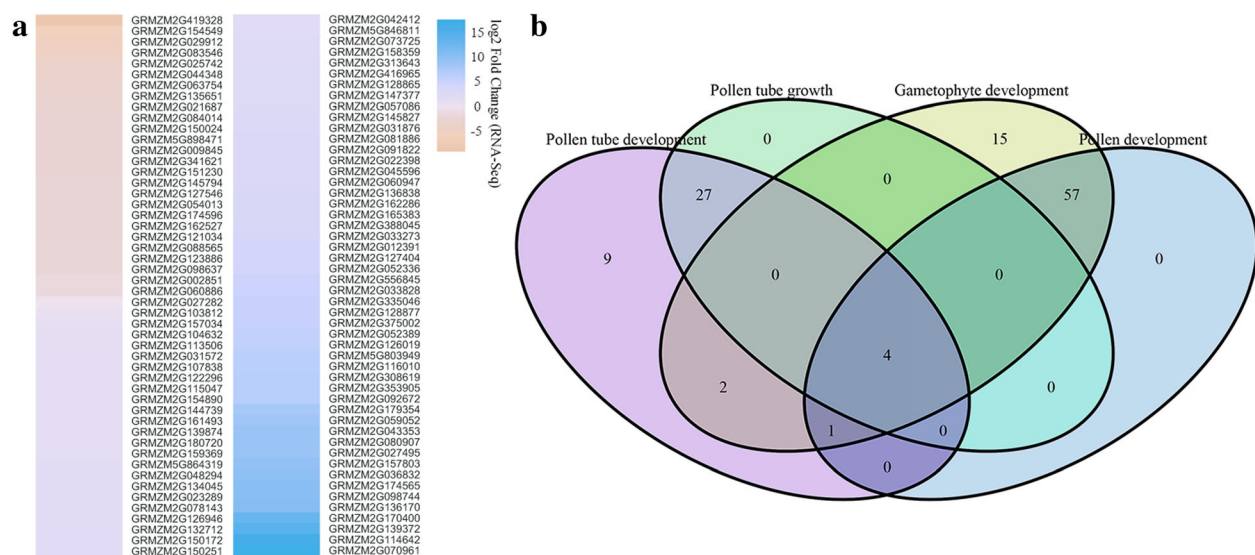 a
GRMZM2G419328
GRMZM2G154549
GRMZM2G029912
GRMZM2G083546
GRMZM2G025742
GRMZM2G044348
GRMZM2G063754
GRMZM2G135651
GRMZM2G021687
GRMZM2G084014
GRMZM2G150024
GRMZM5G898471
GRMZM2G009845
GRMZM2G341621
GRMZM2G151230
GRMZM2G145794
GRMZM2G127546
GRMZM2G054013
GRMZM2G174596
GRMZM2G162527
GRMZM2G121034
GRMZM2G088565
GRMZM2G123886
GRMZM2G098637
GRMZM2G002851
GRMZM2G060886
GRMZM2G027282
GRMZM2G103812
GRMZM2G157034
GRMZM2G104632
GRMZM2G113506
GRMZM2G031572
GRMZM2G107838
GRMZM2G122296
GRMZM2G115047
GRMZM2G154890
GRMZM2G144739
GRMZM2G161493
GRMZM2G139874
GRMZM2G180720
GRMZM2G159369
GRMZM5G864319
GRMZM2G048294
GRMZM2G134045
GRMZM2G023289
GRMZM2G078143
GRMZM2G126946
GRMZM2G132712
GRMZM2G150172
GRMZM2G150251
GRMZM2G042412
GRMZM5G846811
GRMZM2G073725
GRMZM2G158359
GRMZM2G313643
GRMZM2G416965
GRMZM2G128865
GRMZM2G147377
GRMZM2G057086
GRMZM2G145827
GRMZM2G031876
GRMZM2G081886
GRMZM2G091822
GRMZM2G022398
GRMZM2G045596
GRMZM2G060947
GRMZM2G136838
GRMZM2G162286
GRMZM2G165383
GRMZM2G388045
GRMZM2G033273
GRMZM2G012391
GRMZM2G127404
GRMZM2G052336
GRMZM2G556845
GRMZM2G033828
GRMZM2G335046
GRMZM2G128877
GRMZM2G375002
GRMZM2G052389
GRMZM2G126019
GRMZM5G803949
GRMZM2G116010
GRMZM2G308619
GRMZM2G353905
GRMZM2G092672
GRMZM2G179354
GRMZM2G059052
GRMZM2G043353
GRMZM2G080907
GRMZM2G027495
GRMZM2G157803
GRMZM2G036832
GRMZM2G174565
GRMZM2G098744
GRMZM2G136170
GRMZM2G170400
GRMZM2G139372
GRMZM2G114642
GRMZM2G070961
15
10
5
0
-5
log2 Fold Change (RNA-Seq)
b
Pollen tube growth
Gametophyte development
Pollen tube development
Pollen development
0
15
27
0
57
9
0
0
0
4
2
0
1
0
0